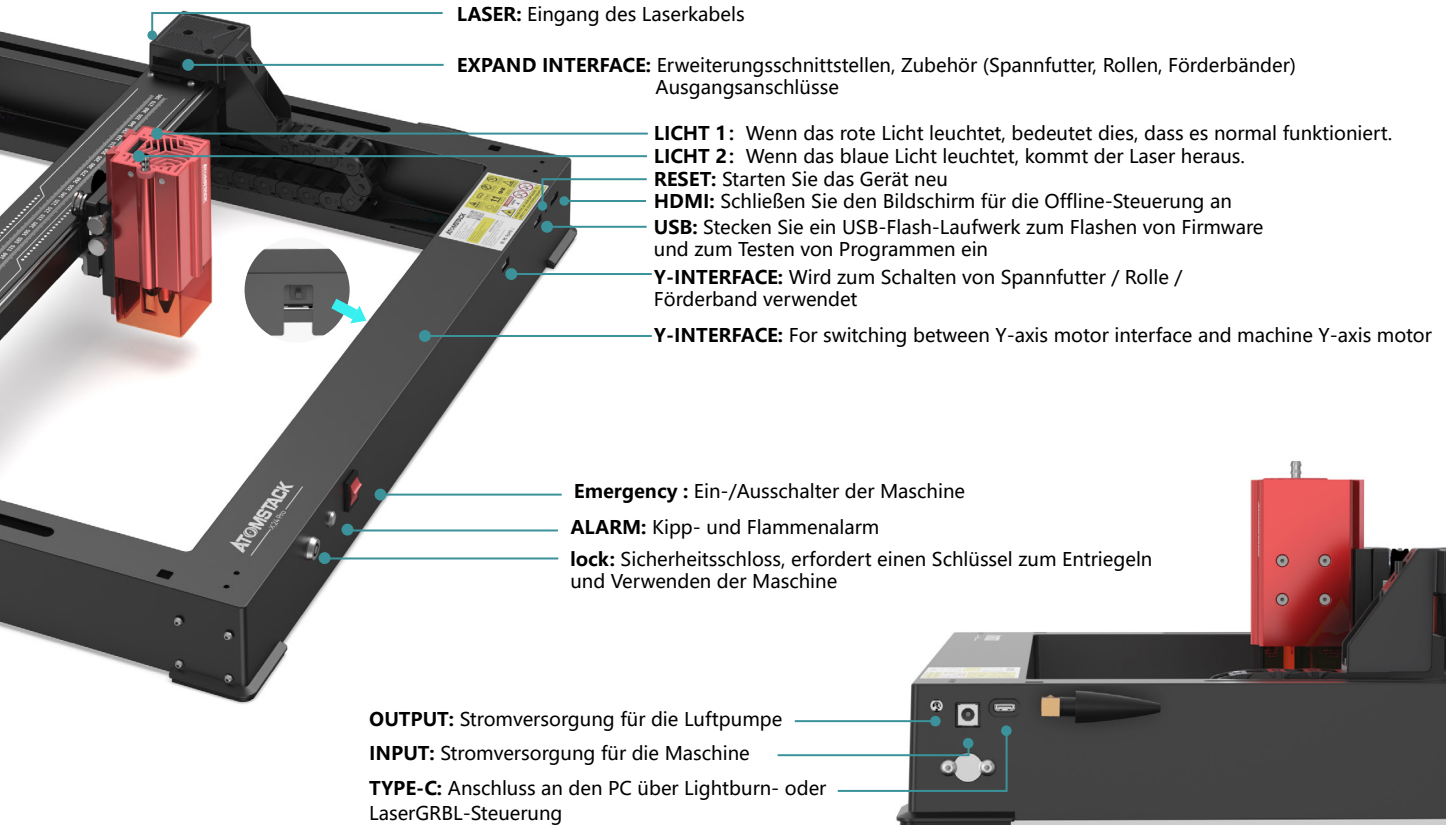 LASER: Eingang des Laserkabels
EXPAND INTERFACE: Erweiterungsschnittstellen, Zubehör (Spannfutter, Rollen, Förderbänder)
Ausgangsanschlüsse
LICHT 1: Wenn das rote Licht leuchtet, bedeutet dies, dass es normal funktioniert.
LICHT 2: Wenn das blaue Licht leuchtet, kommt der Laser heraus.
RESET: Starten Sie das Gerät neu
HDMI: Schließen Sie den Bildschirm für die Offline-Steuerung an
USB: Stecken Sie ein USB-Flash-Laufwerk zum Flashen von Firmware
und zum Testen von Programmen ein
Y-INTERFACE: Wird zum Schalten von Spannfutter / Rolle /
Förderband verwendet
Y-INTERFACE: For switching between Y-axis motor interface and machine Y-axis motor
ATOMSTACK
X24 Pro
Emergency : Ein-/Ausschalter der Maschine
ALARM: Kipp- und Flammenalarm
lock: Sicherheitsschloss, erfordert einen Schlüssel zum Entriegeln
und Verwenden der Maschine
OUTPUT: Stromversorgung für die Luftpumpe
INPUT: Stromversorgung für die Maschine
TYPE-C: Anschluss an den PC über Lightburn- oder
LaserGRBL-Steuerung